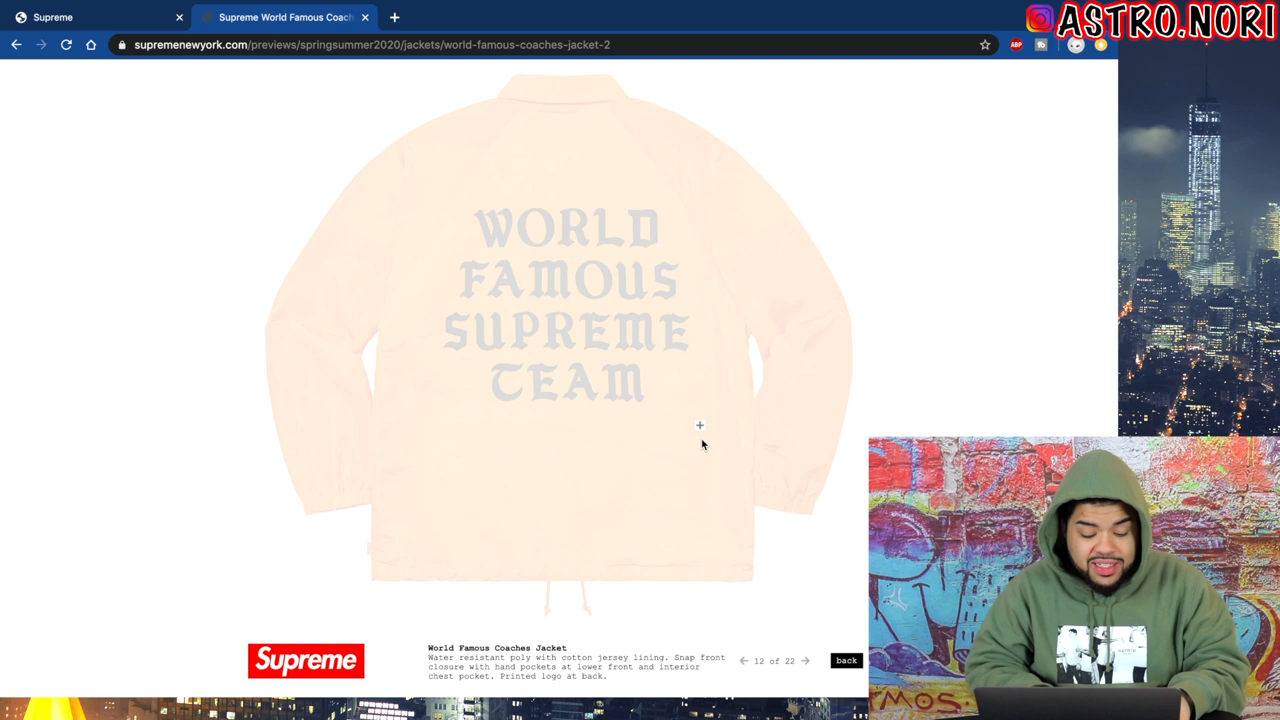 Supreme
Supreme World Famous Coach
ASTRO.NORI
supremenewyork.com/previews/springsummer2020/jackets/world-famous-coaches-jacket-2
ABP
WORLD
FAMOUS
SUPREME
TEAM
Supreme
World Famous Coaches Jacket
Water resistant poly with cotton jersey lining. Snap front
closure with hand pockets at lower front and interior
chest pocket. Printed logo at back.
12 of 22
back